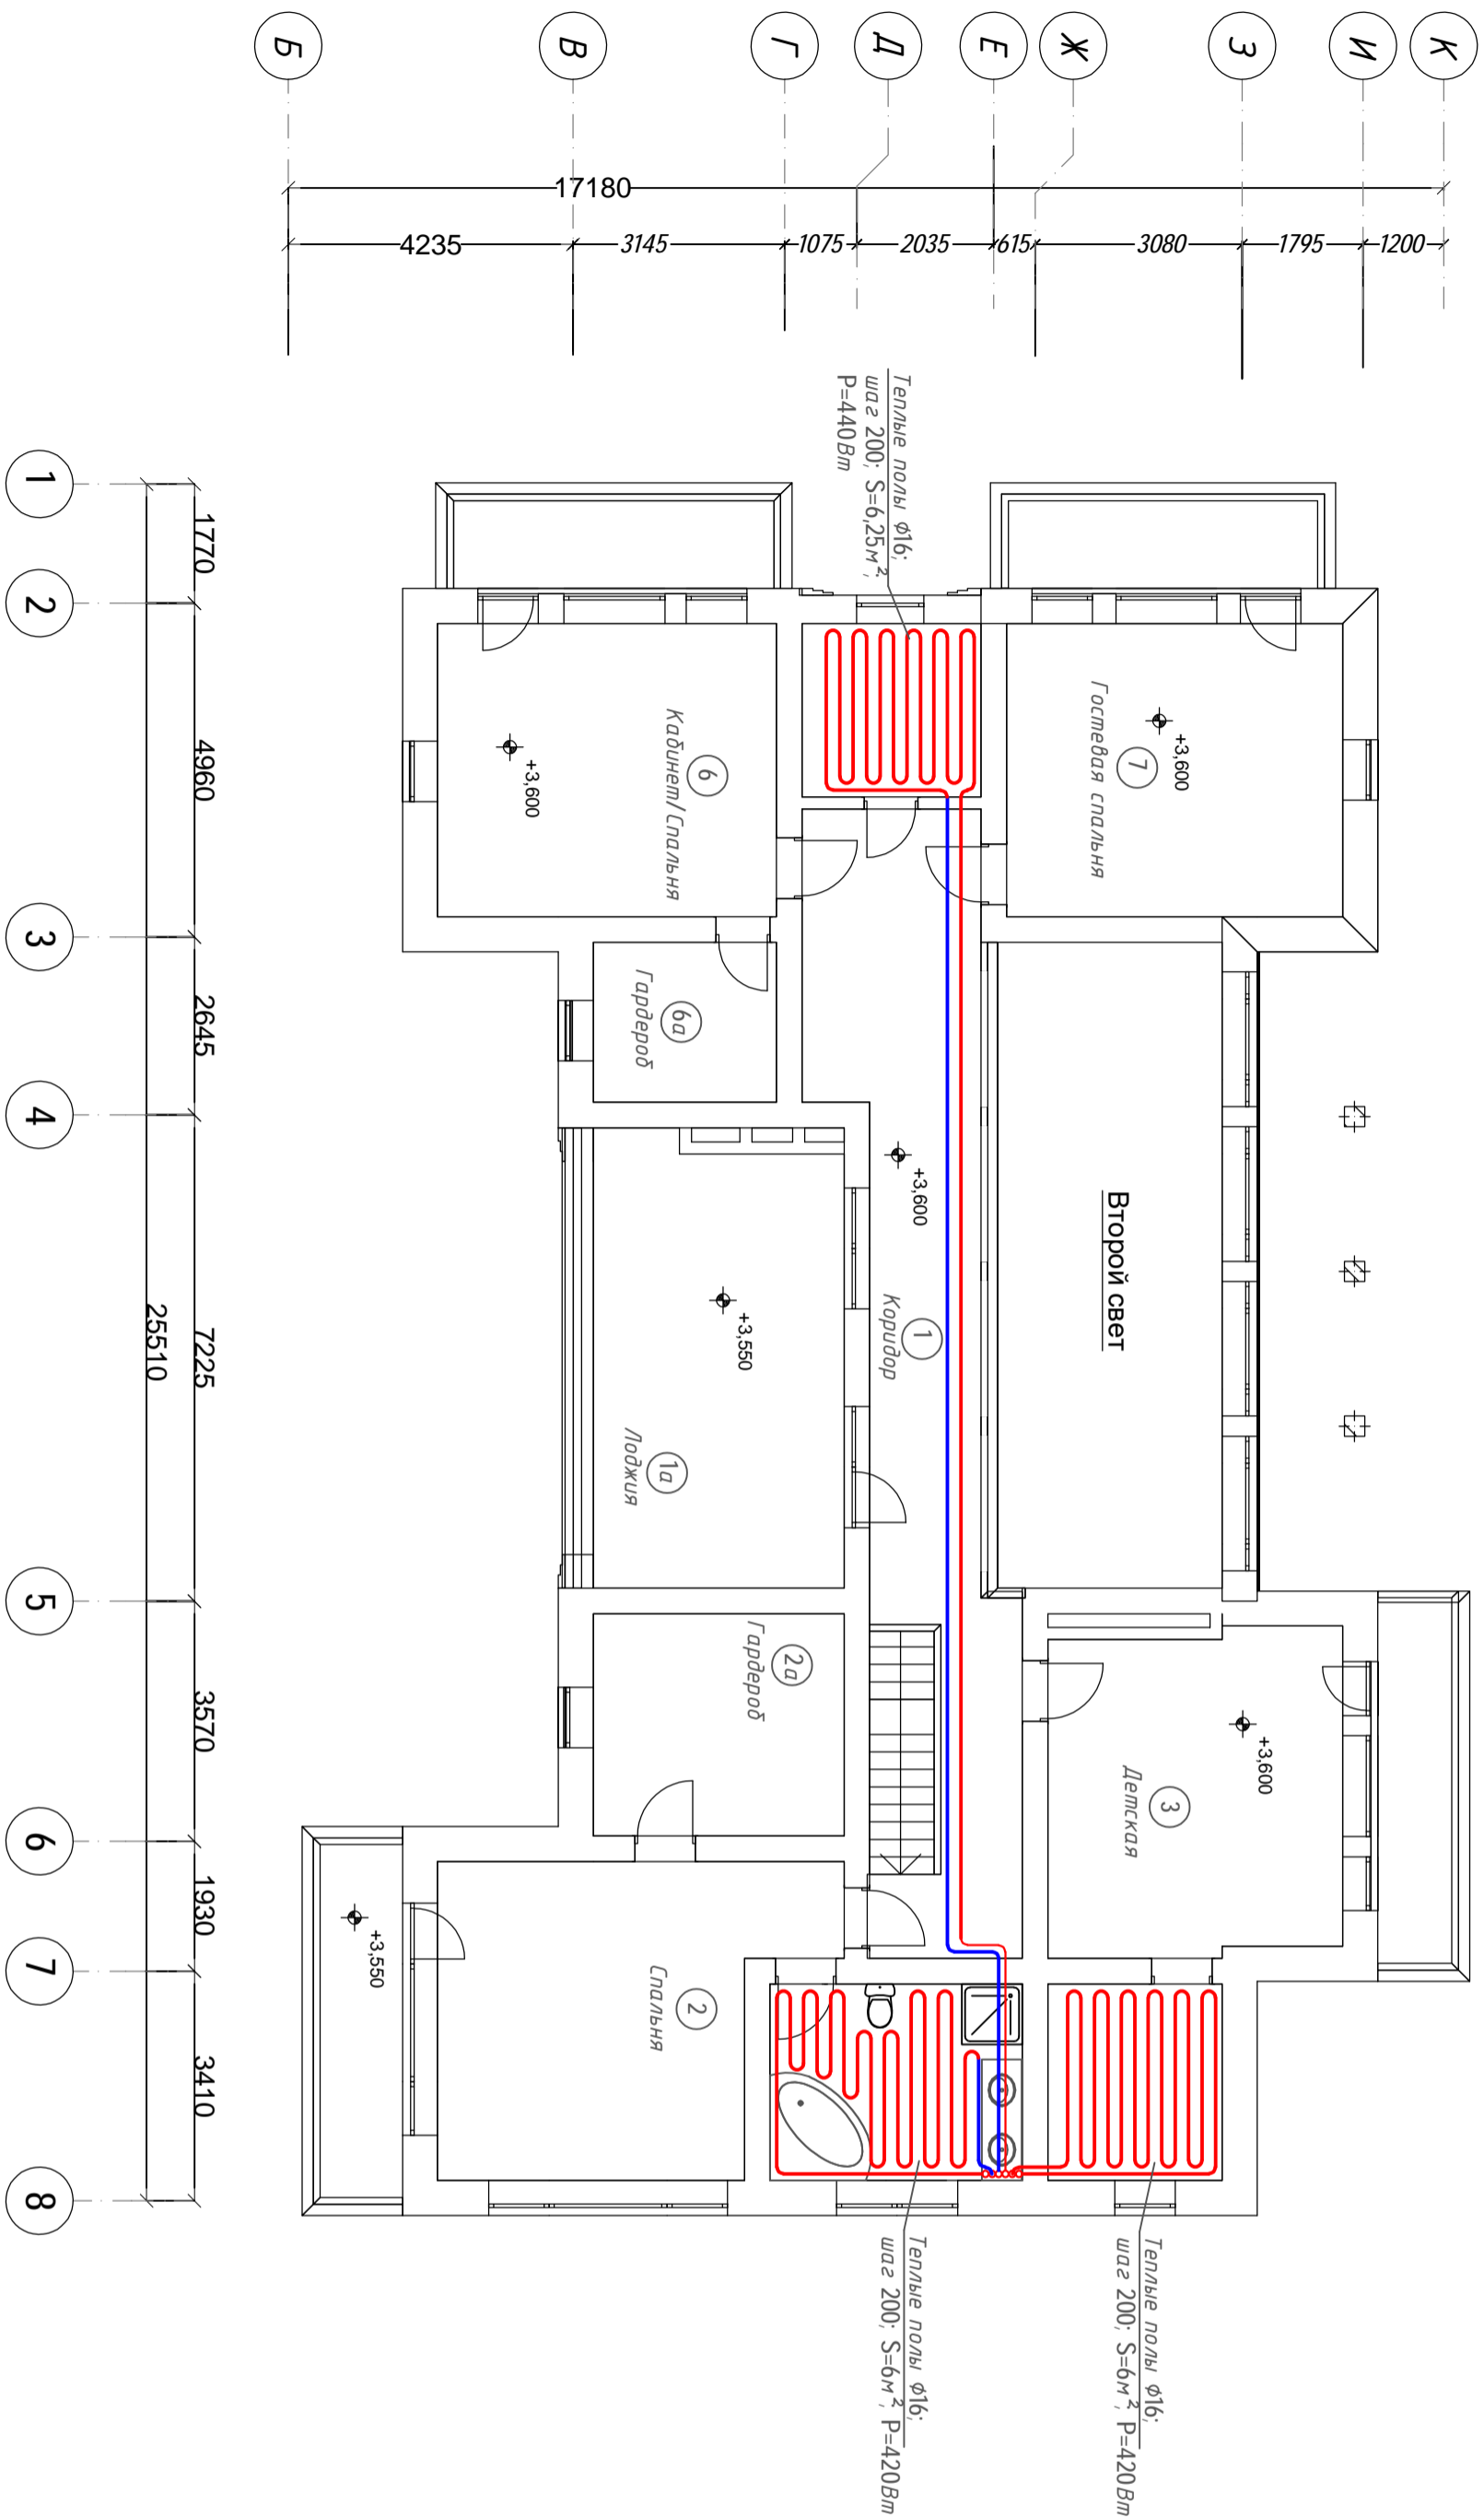 Б
В
Г
Д
Е
Ж
З
И
К
17180
4235
3145
1075
2035
615
3080
1795
1200
Теплые полы Ф16;
шаг 200; S=6,25м²;
P=440Вт
1
2
3
4
5
6
7
8
1770
4960
2645
7225
3570
1930
3410
25510
+3,600
7
Гостевая спальня
+3,600
6
Кабинет/Спальня
6а
Гардероб
+3,600
1
Коридор
Второй свет
+3,550
1а
Лоджия
2а
Гардероб
+3,600
3
Детская
2
Спальня
+3,550
Теплые полы Ф16;
шаг 200; S=6м²; P=420Вт
Теплые полы Ф16;
шаг 200; S=6м²; P=420Вт